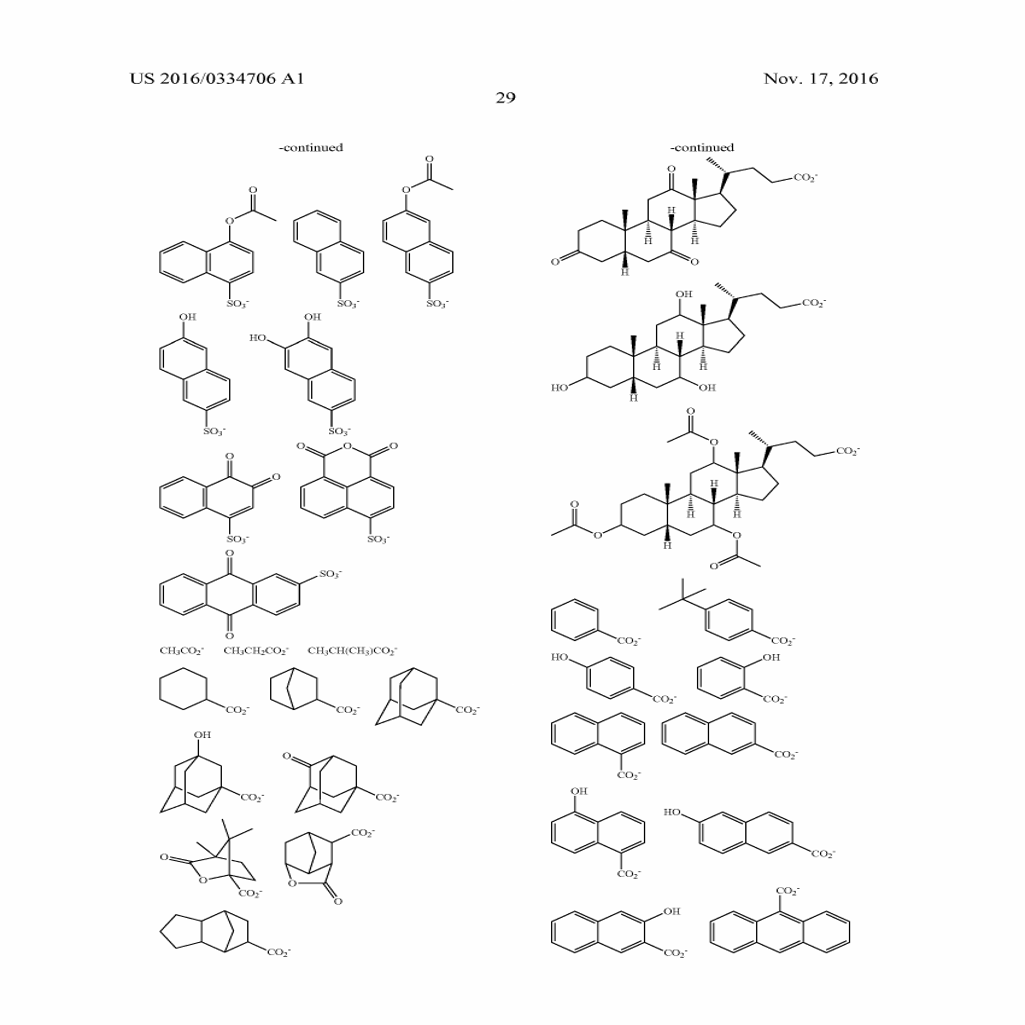 US 2016/0334706 A1
Nov. 17, 2016
29
-continued
O
O
SO₃⁻
SO₃⁻
O
O
SO₃⁻
OH
SO₃⁻
OH
HO
SO₃⁻
O
O
SO₃⁻
O
O
O
SO₃⁻
O
O
SO₃⁻
CH₃CO₂⁻ CH₃CH₂CO₂⁻ CH₃CH(CH₃)CO₂⁻
CO₂⁻
CO₂⁻
CO₂⁻
OH
CO₂⁻
O
CO₂⁻
O
O
CO₂⁻
CO₂⁻
O
O
CO₂⁻
-continued
O
CO₂⁻
H
H
H
O
O
H
OH
CO₂⁻
H
H
H
HO
OH
H
O
O
CO₂⁻
H
H
H
O
O
H
O
O
CO₂⁻
CO₂⁻
HO
CO₂⁻
OH
CO₂⁻
CO₂⁻
CO₂⁻
OH
CO₂⁻
HO
CO₂⁻
OH
CO₂⁻
CO₂⁻